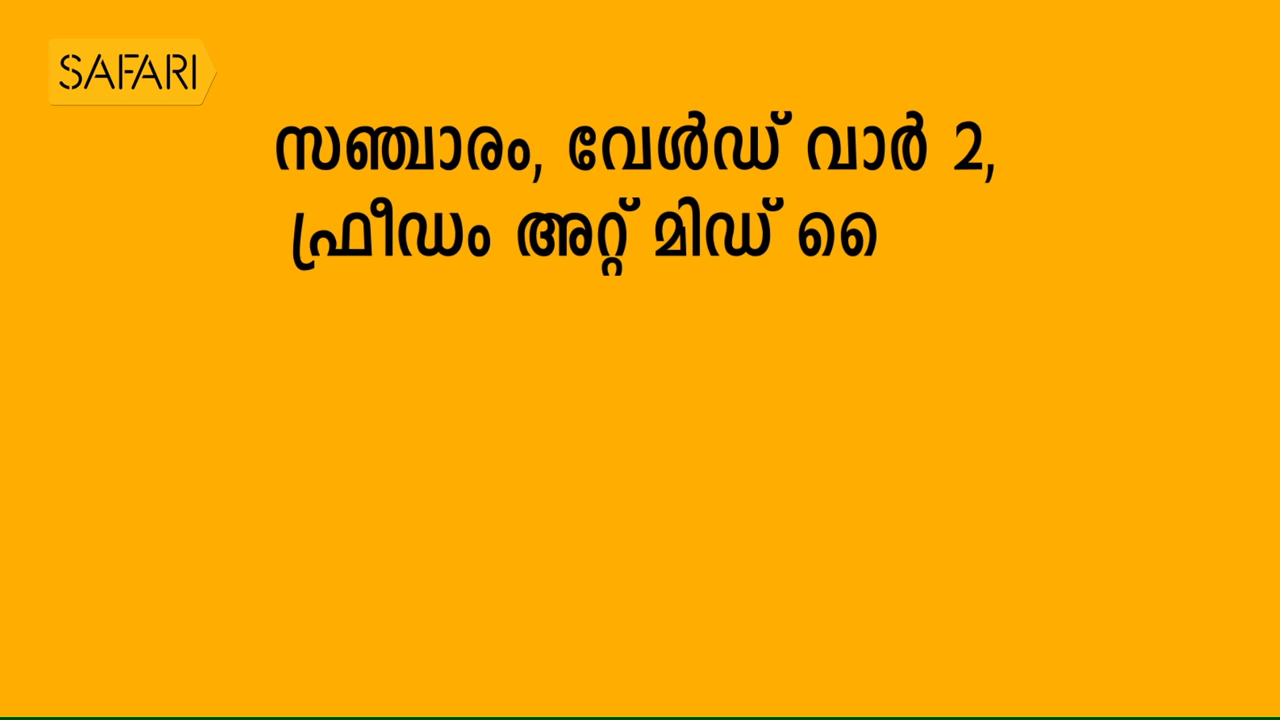 SAFARI
സഞ്ചാരം, വേൾഡ് വാർ 2,
ഫ്രീഡം അറ്റ് മിഡ് നൈ